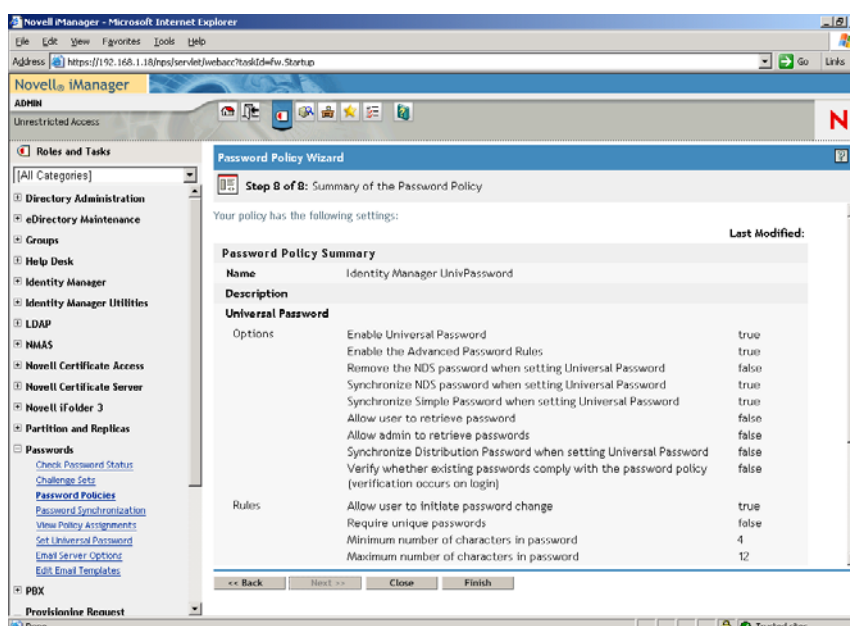 Novell iManager - Microsoft Internet Explorer
File Edit View Favorites Tools Help
Address https://192.168.1.18/nps/servlet/webacc?taskId=fw.Startup Go Links
Novell® iManager
ADMIN
Unrestricted Access
N
Roles and Tasks
[All Categories]
Directory Administration
eDirectory Maintenance
Groups
Help Desk
Identity Manager
Identity Manager Utilities
LDAP
NMAS
Novell Certificate Access
Novell Certificate Server
Novell iFolder 3
Partition and Replicas
Passwords
Check Password Status
Challenge Sets
Password Policies
Password Synchronization
View Policy Assignments
Set Universal Password
Email Server Options
Edit Email Templates
PBX
Provisioning Request
Password Policy Wizard ?
Step 8 of 8: Summary of the Password Policy
Your policy has the following settings:
Last Modified:
Password Policy Summary
Name Identity Manager UnivPassword
Description
Universal Password
Options Enable Universal Password true
Enable the Advanced Password Rules true
Remove the NDS password when setting Universal Password false
Synchronize NDS password when setting Universal Password true
Synchronize Simple Password when setting Universal Password true
Allow user to retrieve password false
Allow admin to retrieve passwords false
Synchronize Distribution Password when setting Universal Password false
Verify whether existing passwords comply with the password policy false
(verification occurs on login)
Rules Allow user to initiate password change true
Require unique passwords false
Minimum number of characters in password 4
Maximum number of characters in password 12
<< Back Next >> Close Finish
Done Trusted sites